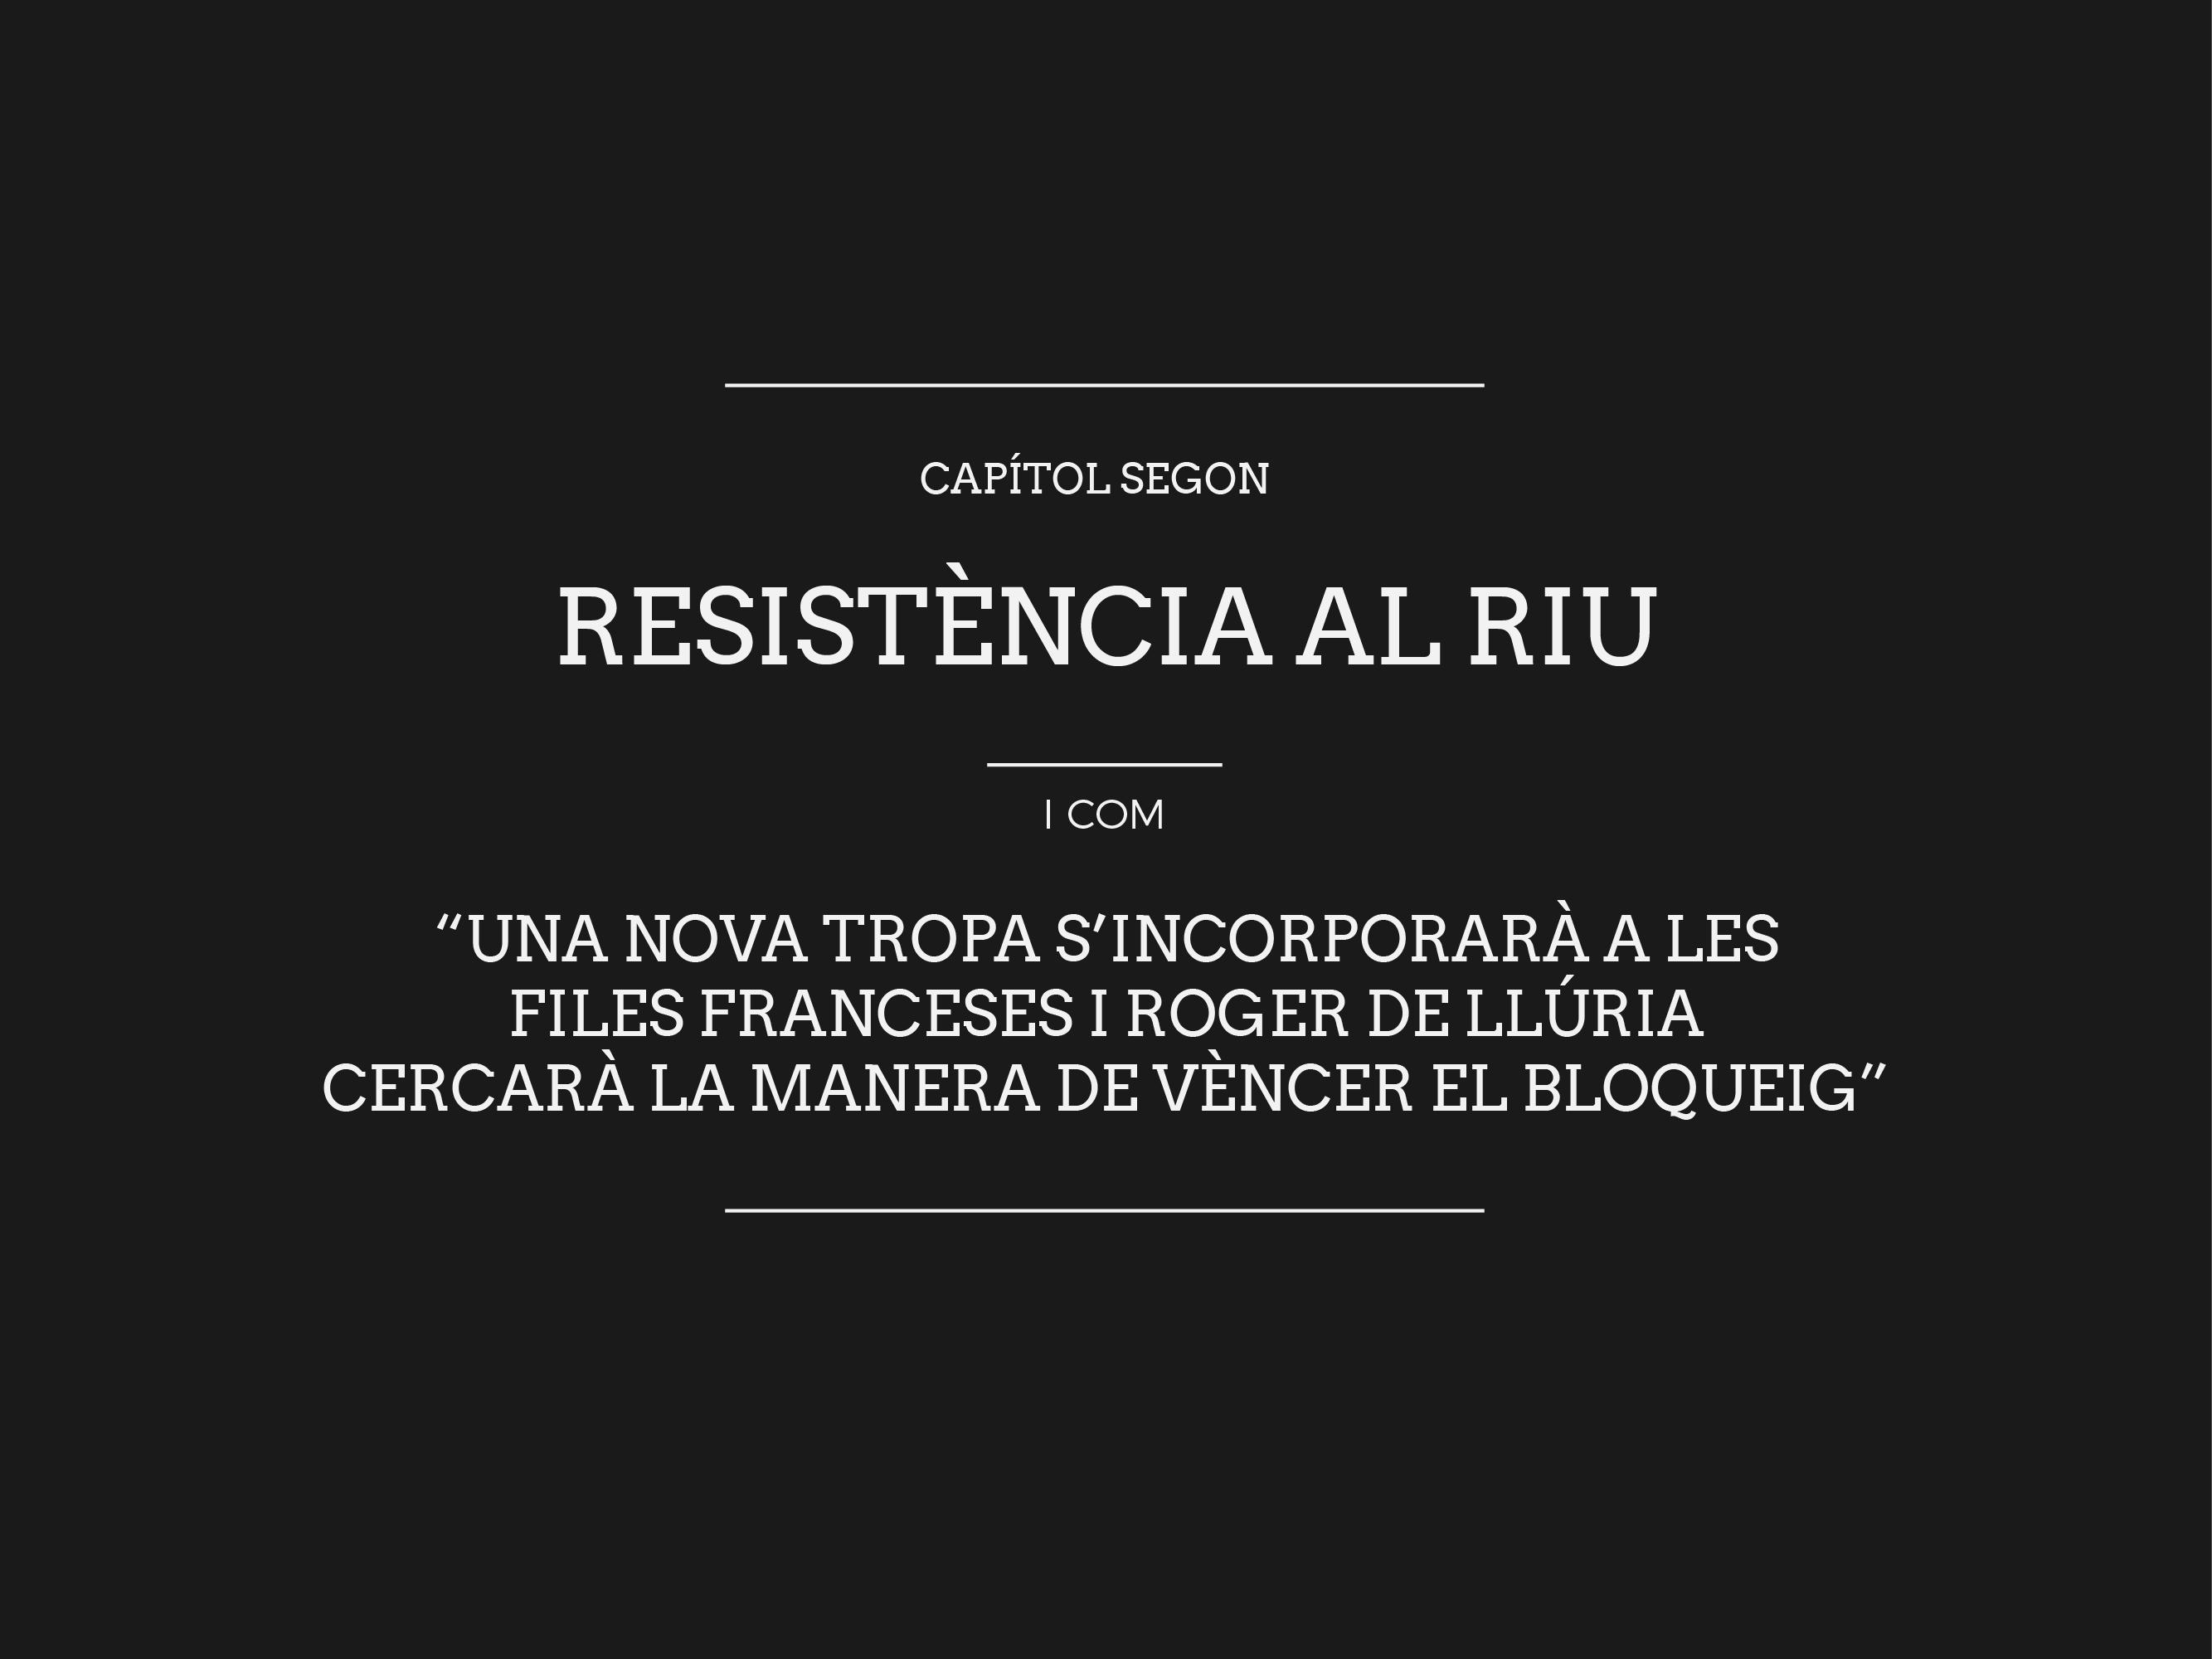 CAPÍTOL SEGON
RESISTÈNCIA AL RIU
I COM
“UNA NOVA TROPA S’INCORPORARÀ A LES
FILES FRANCESES I ROGER DE LLÚRIA
CERCARÀ LA MANERA DE VÈNCER EL BLOQUEIG”